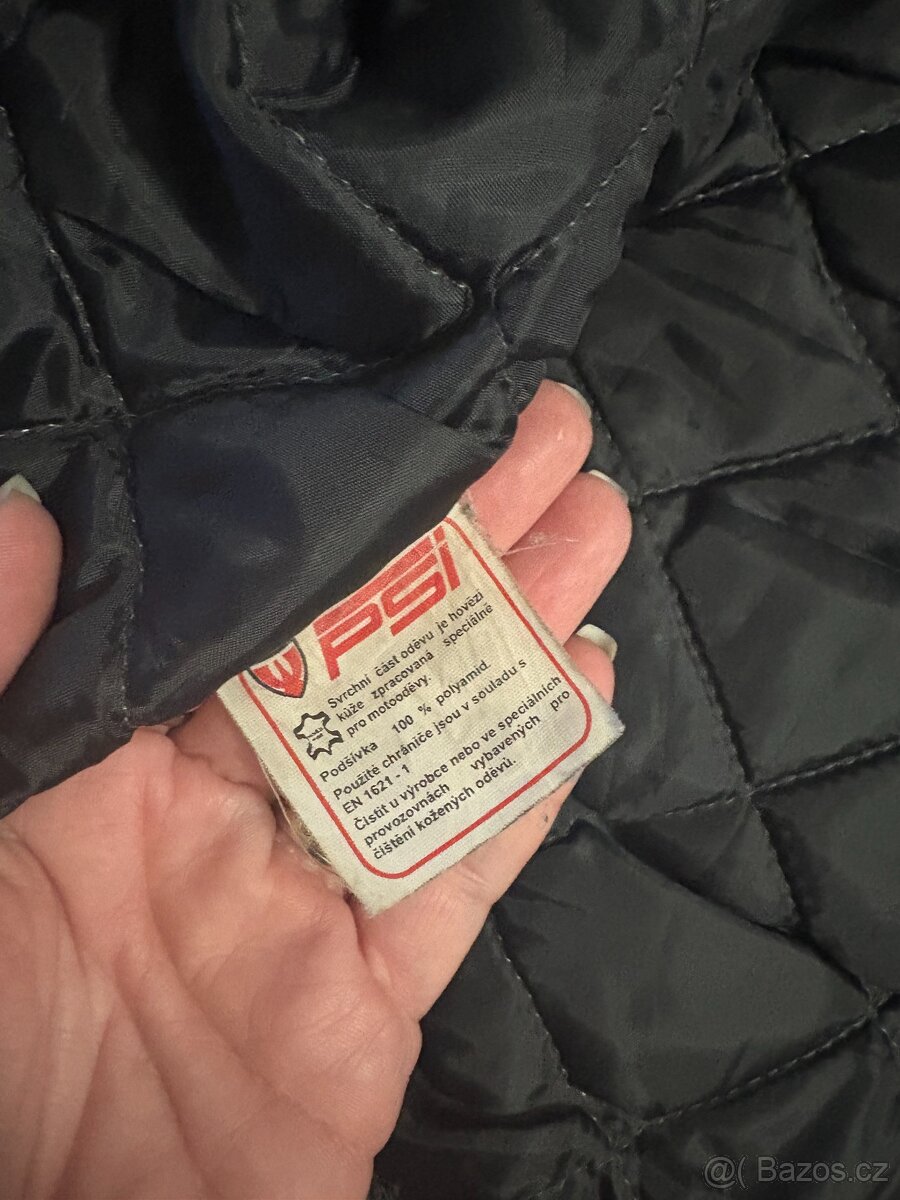 PSi
Svrchní část oděvu je hovězí
kůže zpracovaná speciálně
pro motooděvy.
Podšívka 100 % polyamid.
Použité chrániče jsou v souladu s
EN 1621 - 1
Čistit u výrobce nebo ve speciálních
provozovnách vybavených pro
čištění kožených oděvů.
@( Bazos.cz